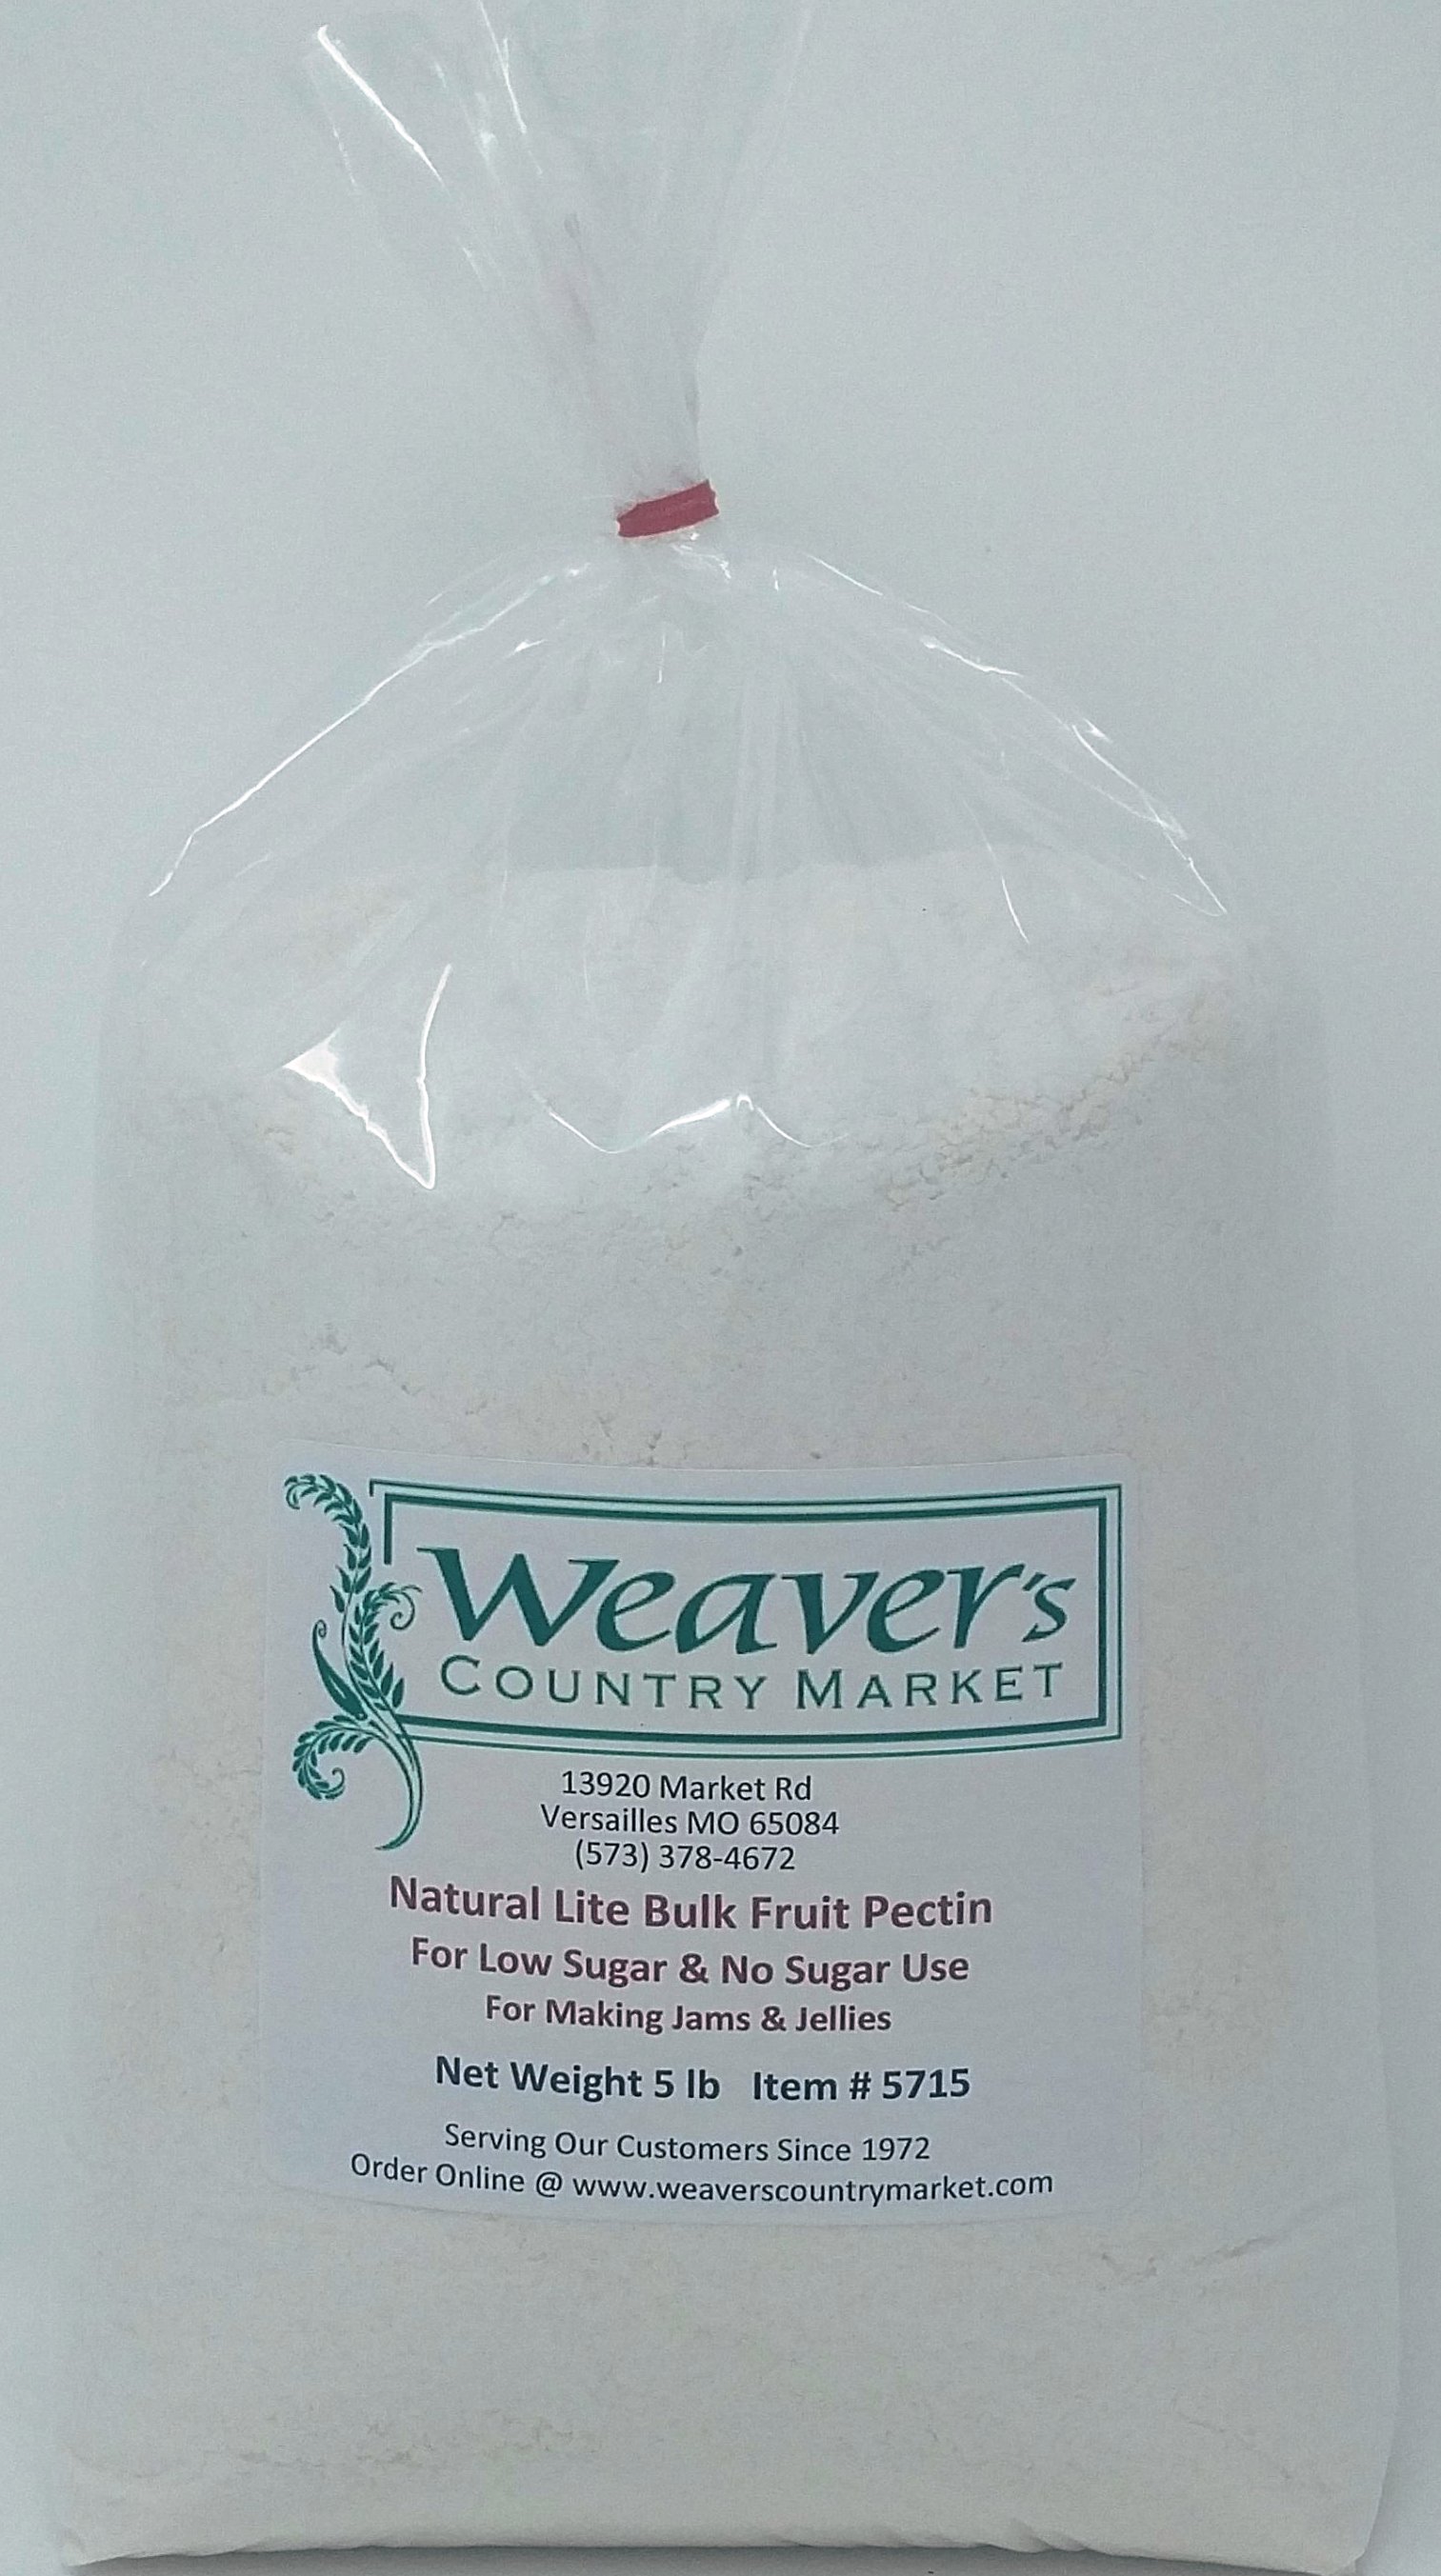 Weaver's
COUNTRY MARKET
13920 Market Rd
Versailles MO 65084
(573) 378-4672
Natural Lite Bulk Fruit Pectin
For Low Sugar & No Sugar Use
For Making Jams & Jellies
Net Weight 5 lb Item # 5715
Serving Our Customers Since 1972
Order Online @ www.weaverscountrymarket.com